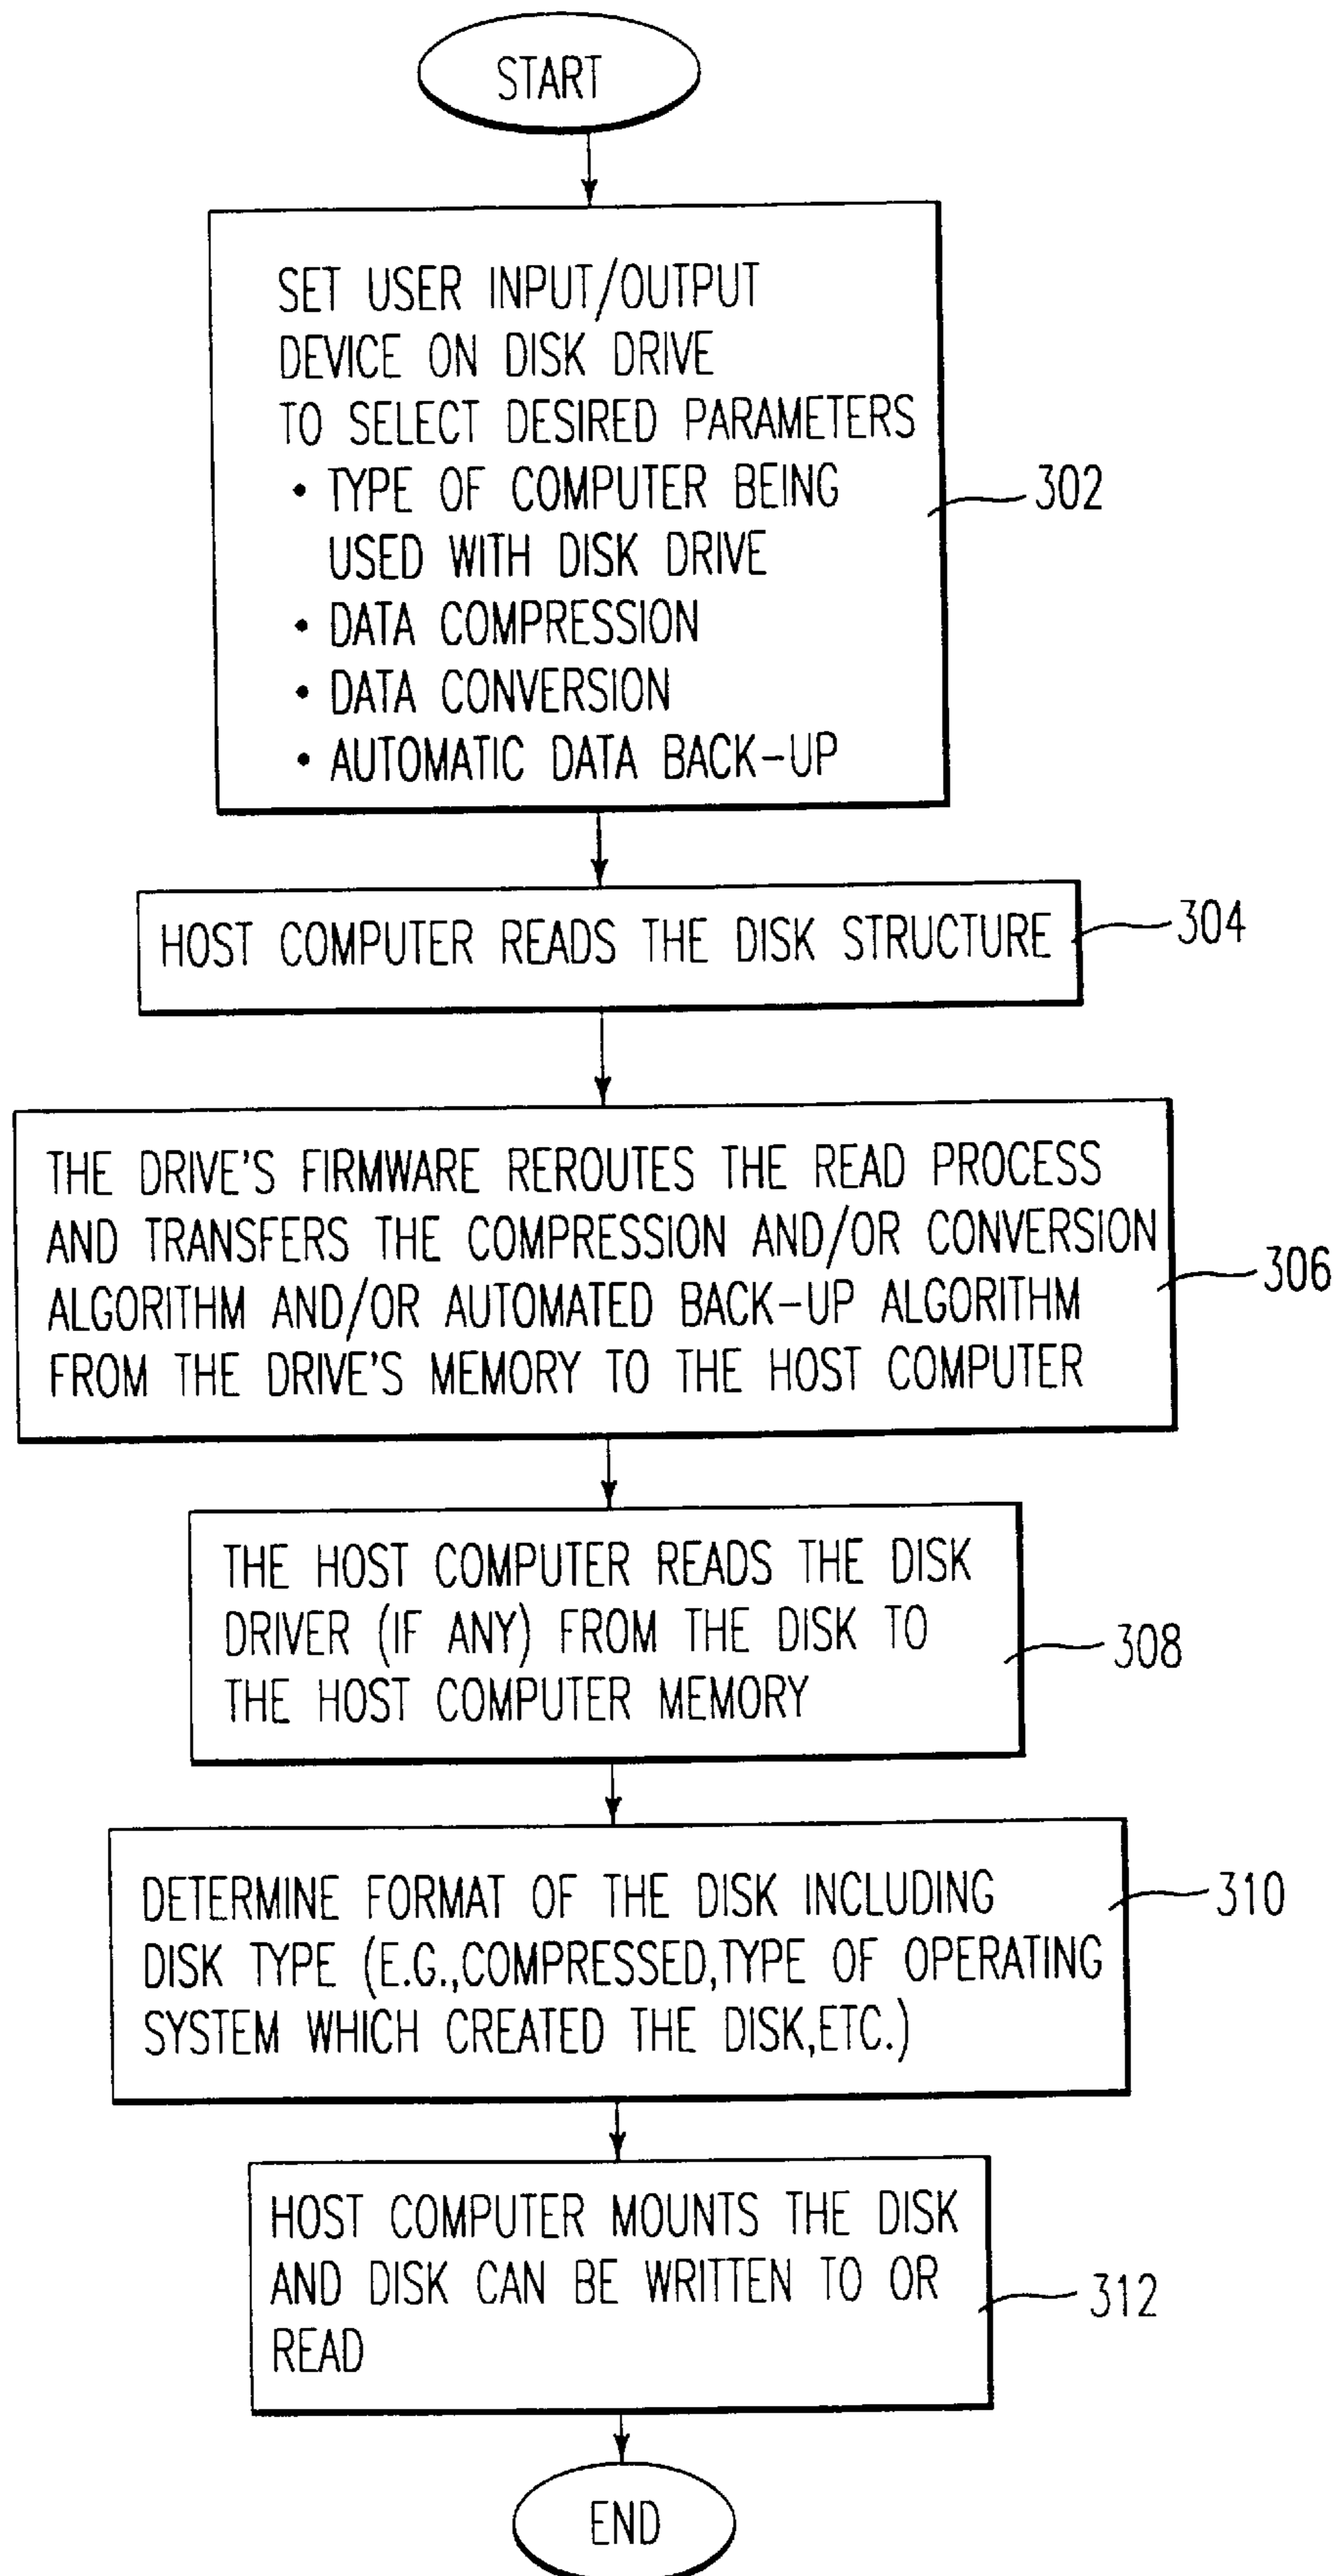 START
SET USER INPUT/OUTPUT
DEVICE ON DISK DRIVE
TO SELECT DESIRED PARAMETERS
• TYPE OF COMPUTER BEING
USED WITH DISK DRIVE
• DATA COMPRESSION
• DATA CONVERSION
• AUTOMATIC DATA BACK-UP
302
HOST COMPUTER READS THE DISK STRUCTURE
304
THE DRIVE'S FIRMWARE REROUTES THE READ PROCESS
AND TRANSFERS THE COMPRESSION AND/OR CONVERSION
ALGORITHM AND/OR AUTOMATED BACK-UP ALGORITHM
FROM THE DRIVE'S MEMORY TO THE HOST COMPUTER
306
THE HOST COMPUTER READS THE DISK
DRIVER (IF ANY) FROM THE DISK TO
THE HOST COMPUTER MEMORY
308
DETERMINE FORMAT OF THE DISK INCLUDING
DISK TYPE (E.G.,COMPRESSED,TYPE OF OPERATING
SYSTEM WHICH CREATED THE DISK,ETC.)
310
HOST COMPUTER MOUNTS THE DISK
AND DISK CAN BE WRITTEN TO OR
READ
312
END